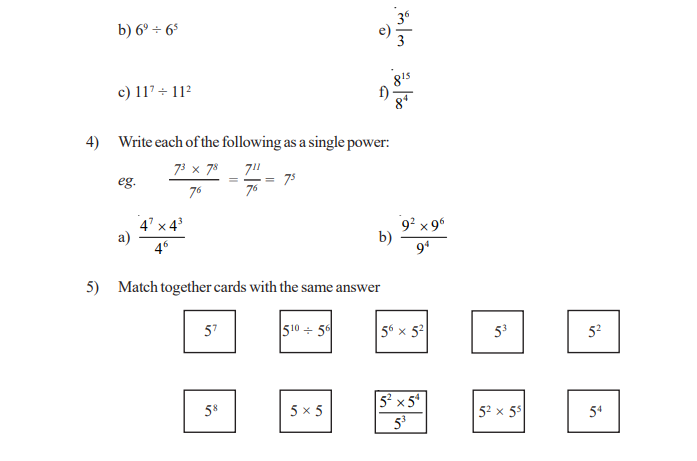 b) 6⁹ ÷ 6⁵ e) 3⁶/3
c) 11⁷ ÷ 11² f) 8¹⁵/8⁴
4) Write each of the following as a single power:
eg. (7³ × 7⁸)/7⁶ = 7¹¹/7⁶ = 7⁵
a) (4⁷ × 4³)/4⁶ b) (9² × 9⁶)/9⁴
5) Match together cards with the same answer
5⁷ 5¹⁰ ÷ 5⁶ 5⁶ × 5² 5³ 5²
5⁸ 5 × 5 (5² × 5⁴)/5³ 5² × 5⁵ 5⁴